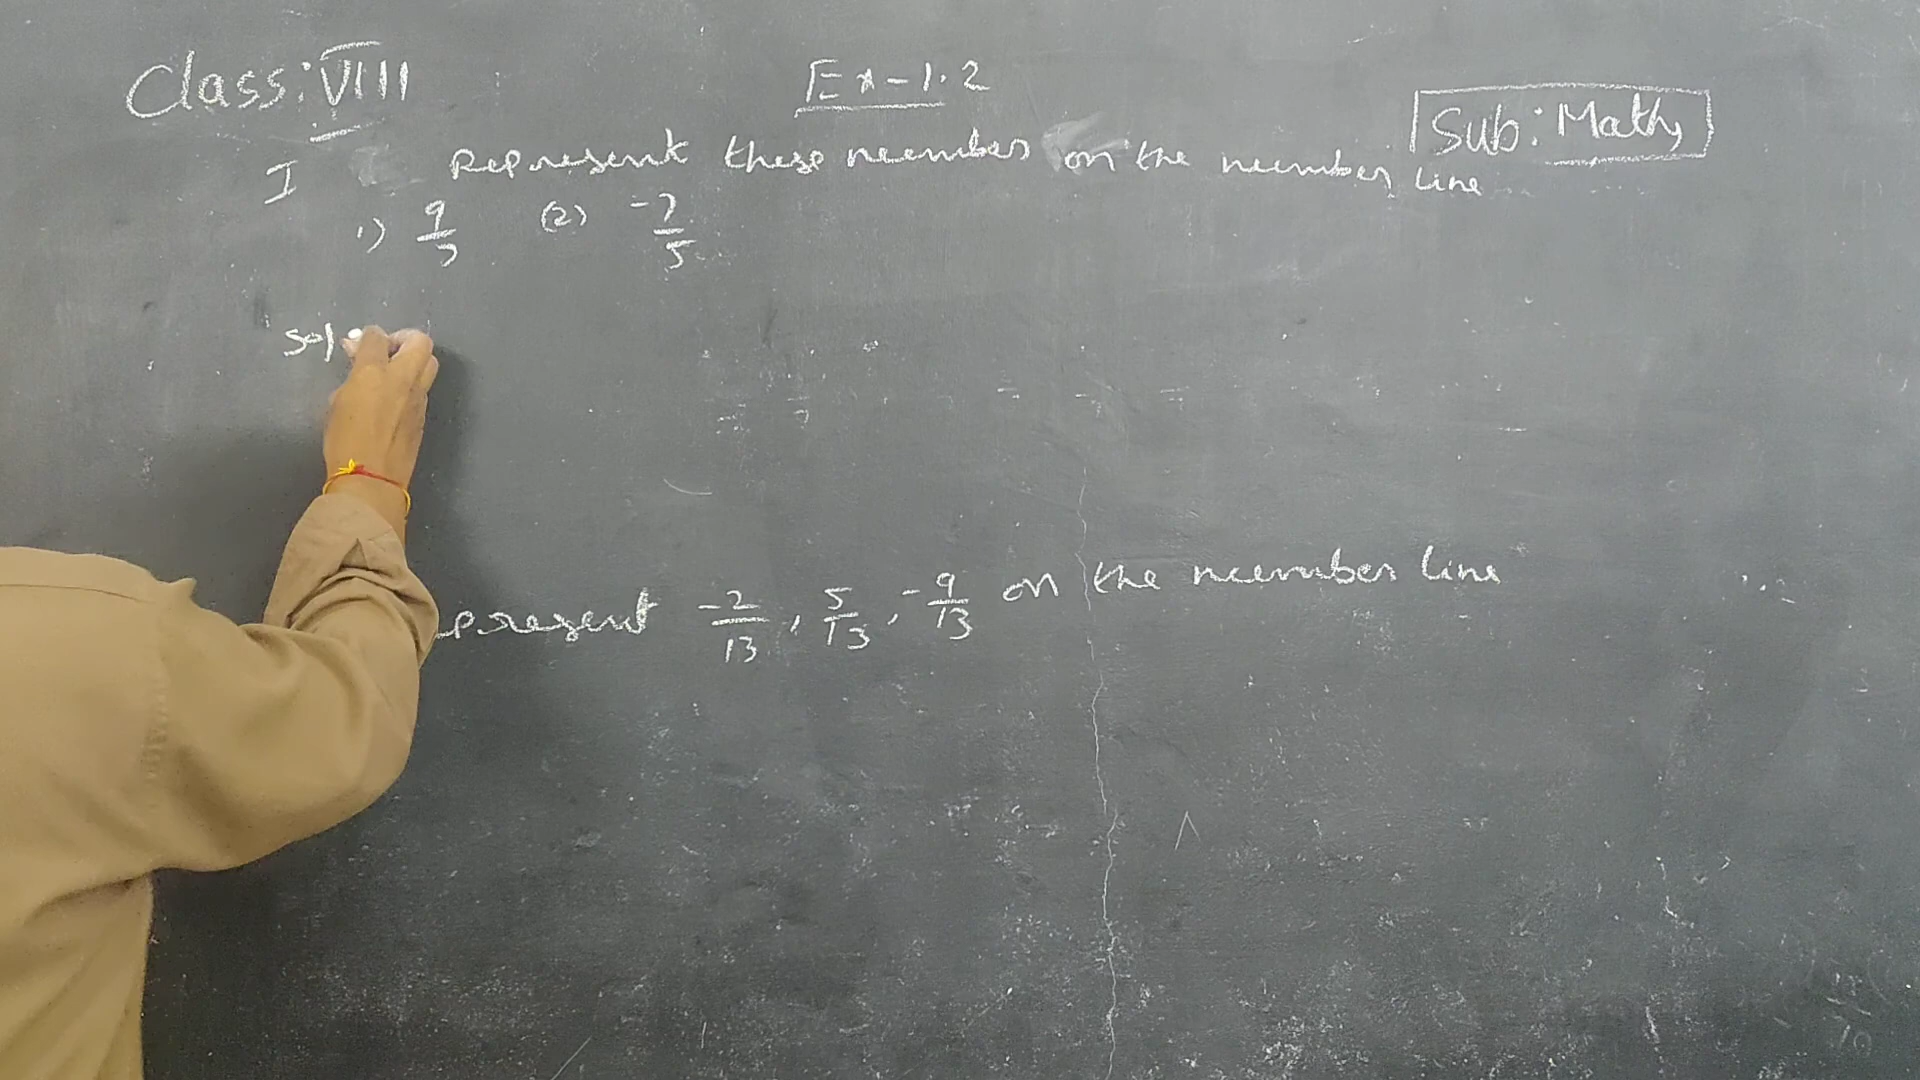 Class: VIII
Ex-1.2
Sub: Maths
I Represent these number on the number line
1) 9/7 (2) -7/5
Sol
present -2/13, 5/13, -9/13 on the number line